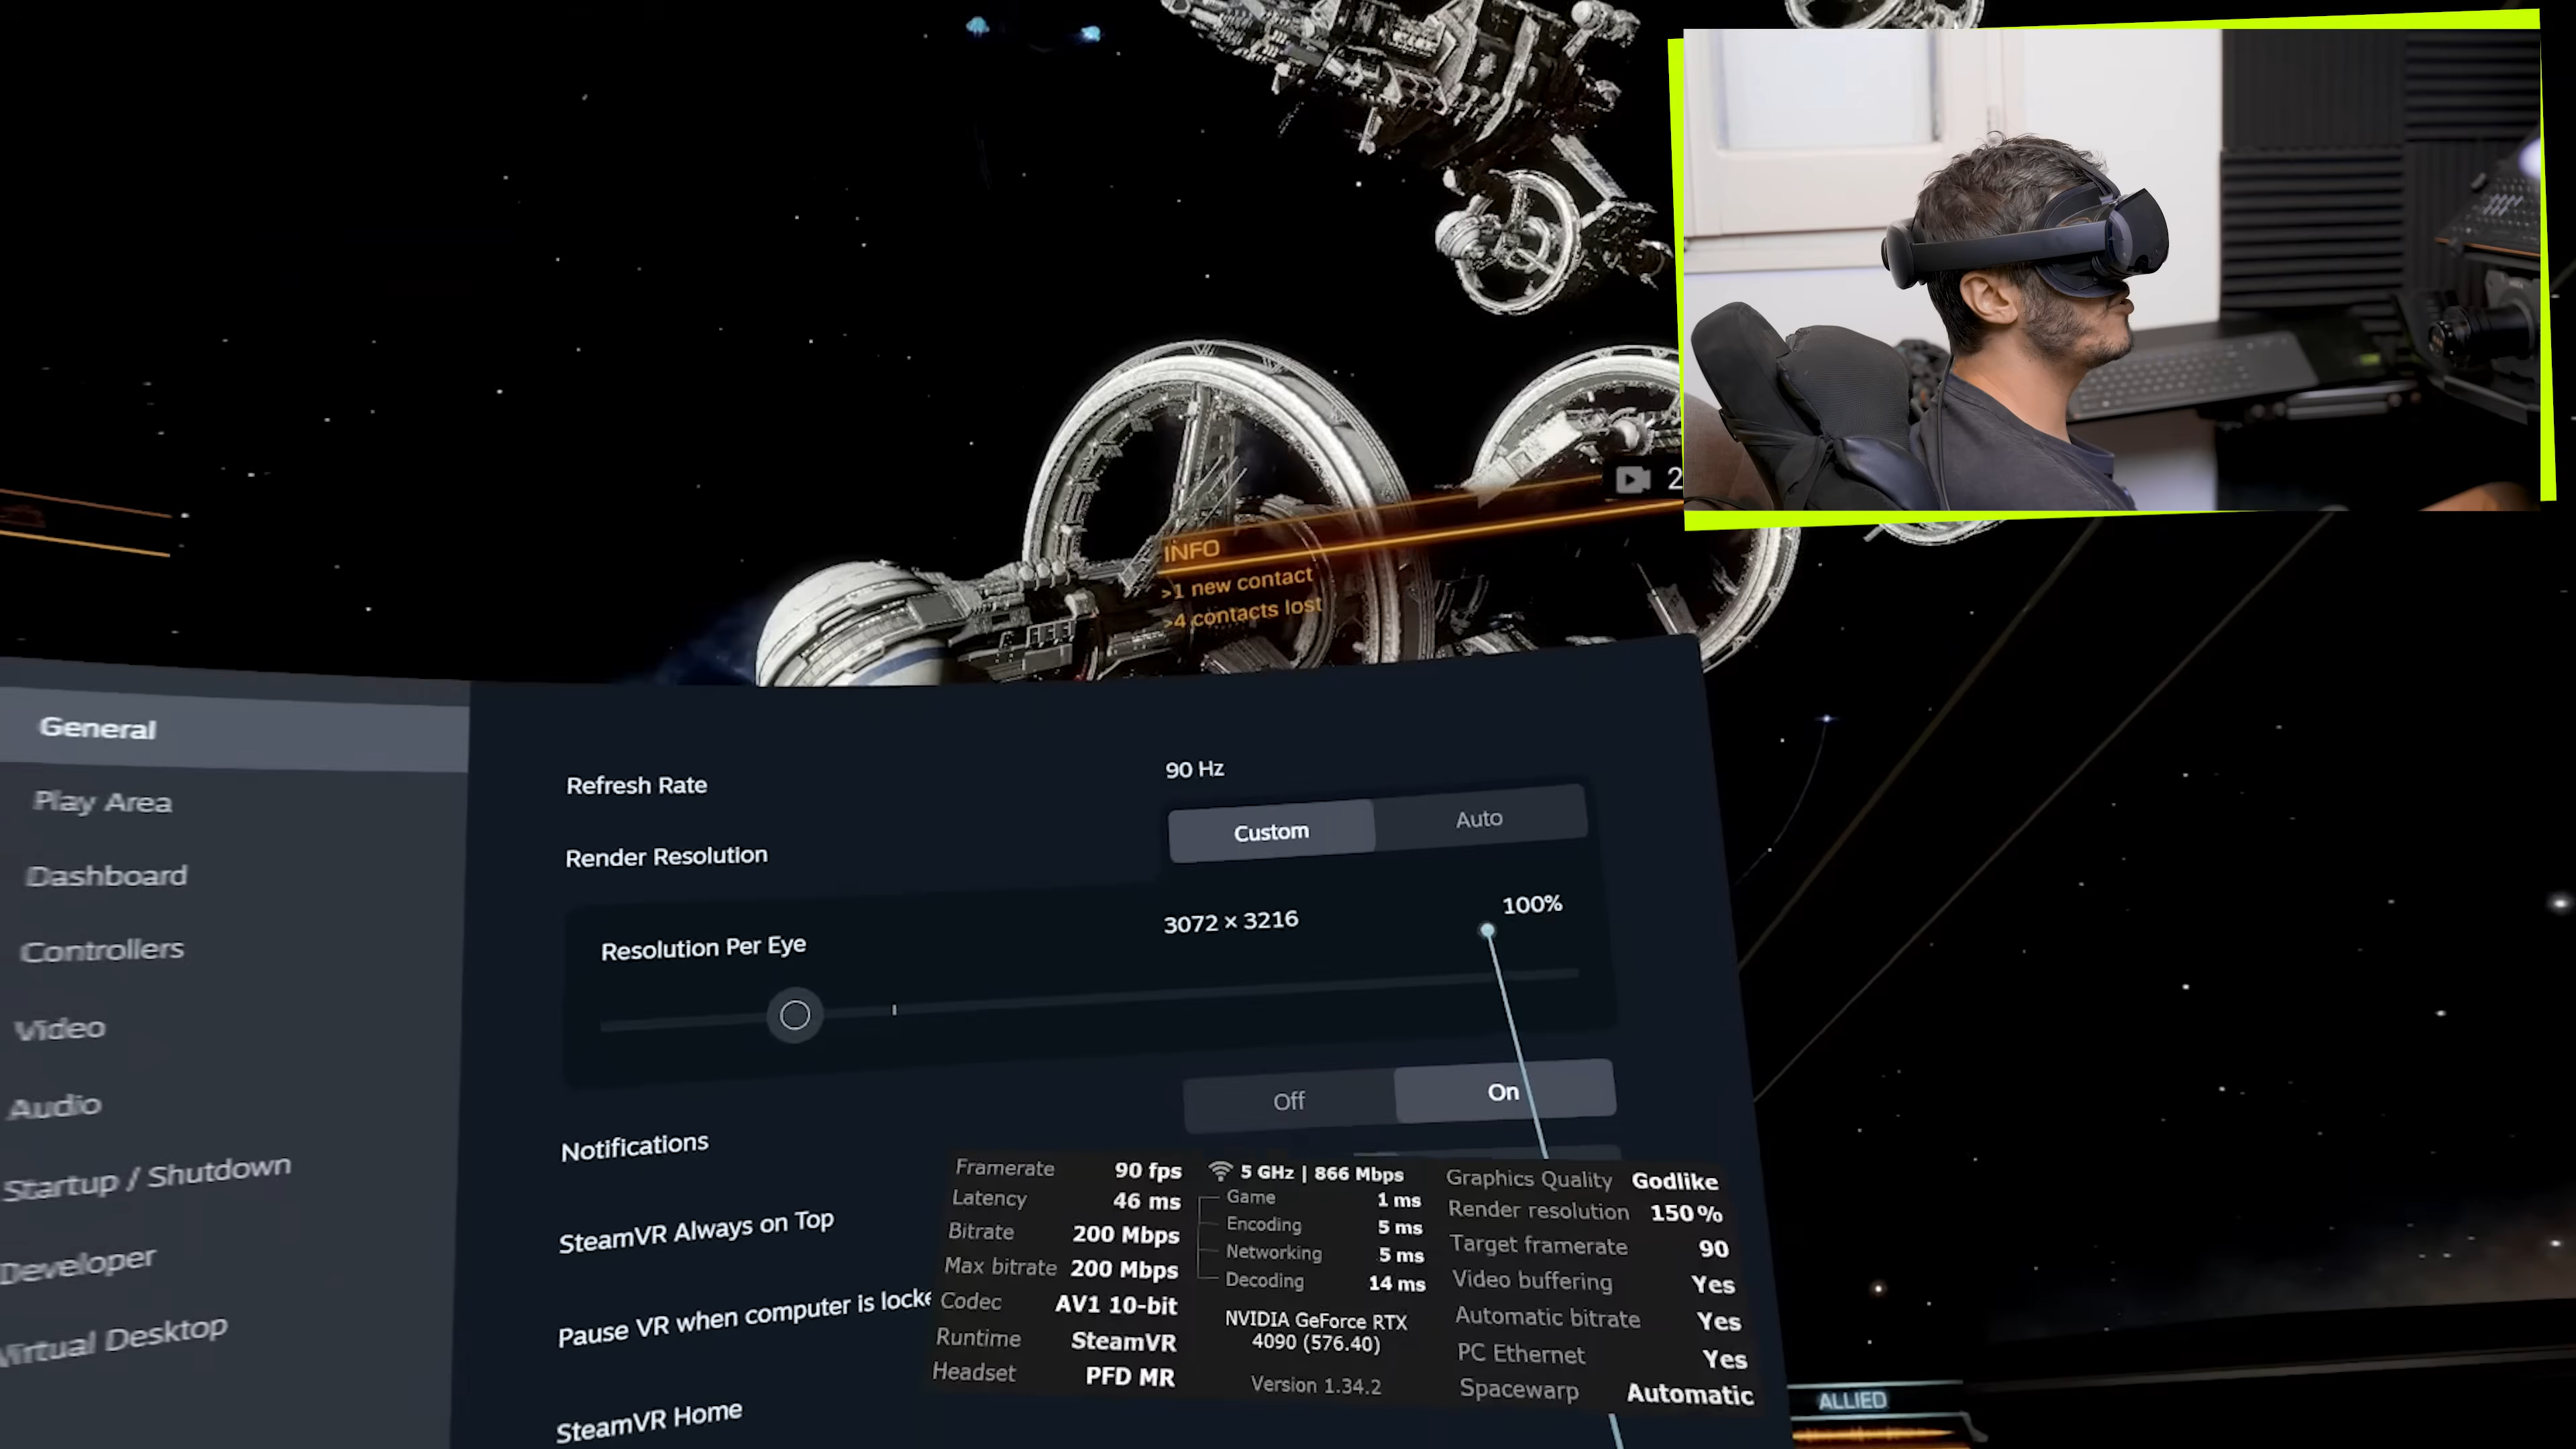 2
INFO
>1 new contact
>4 contacts lost
General
Play Area
Dashboard
Controllers
Video
Audio
Startup / Shutdown
Developer
Virtual Desktop
Refresh Rate
90 Hz
Render Resolution
Custom
Auto
Resolution Per Eye
3072 × 3216
100%
Off
On
Notifications
SteamVR Always on Top
Pause VR when computer is locke
SteamVR Home
Framerate 90 fps
Latency 46 ms
Bitrate 200 Mbps
Max bitrate 200 Mbps
Codec AV1 10-bit
Runtime SteamVR
Headset PFD MR
5 GHz | 866 Mbps
Game 1 ms
Encoding 5 ms
Networking 5 ms
Decoding 14 ms
NVIDIA GeForce RTX
4090 (576.40)
Version 1.34.2
Graphics Quality Godlike
Render resolution 150%
Target framerate 90
Video buffering Yes
Automatic bitrate Yes
PC Ethernet Yes
Spacewarp Automatic
ALLIED